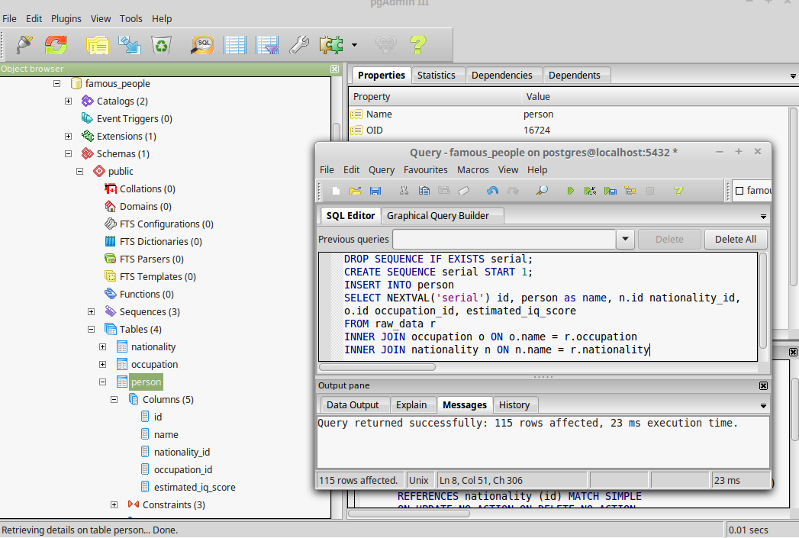 pgAdmin III
File Edit Plugins View Tools Help
Object browser
famous_people
Catalogs (2)
Event Triggers (0)
Extensions (1)
Schemas (1)
public
Collations (0)
Domains (0)
FTS Configurations (0)
FTS Dictionaries (0)
FTS Parsers (0)
FTS Templates (0)
Functions (0)
Sequences (3)
Tables (4)
nationality
occupation
person
Columns (5)
id
name
nationality_id
occupation_id
estimated_iq_score
Constraints (3)
Properties Statistics Dependencies Dependents
Property Value
Name person
OID 16724
Query - famous_people on postgres@localhost:5432 *
File Edit Query Favourites Macros View Help
famou
SQL Editor Graphical Query Builder
Previous queries Delete Delete All
DROP SEQUENCE IF EXISTS serial;
CREATE SEQUENCE serial START 1;
INSERT INTO person
SELECT NEXTVAL('serial') id, person as name, n.id nationality_id,
o.id occupation_id, estimated_iq_score
FROM raw_data r
INNER JOIN occupation o ON o.name = r.occupation
INNER JOIN nationality n ON n.name = r.nationality
Output pane
Data Output Explain Messages History
Query returned successfully: 115 rows affected, 23 ms execution time.
115 rows affected. Unix Ln 8, Col 51, Ch 306 23 ms
REFERENCES nationality (id) MATCH SIMPLE
ON UPDATE NO ACTION ON DELETE NO ACTION
Retrieving details on table person... Done. 0.01 secs